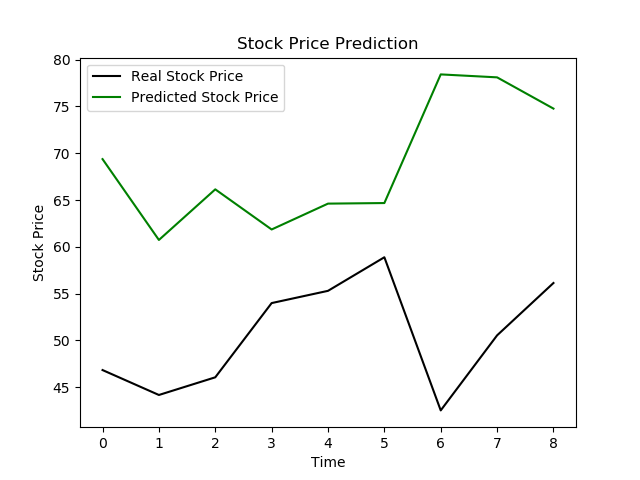 Stock Price Prediction
Real Stock Price
Predicted Stock Price
Stock Price
80
75
70
65
60
55
50
45
0 1 2 3 4 5 6 7 8
Time